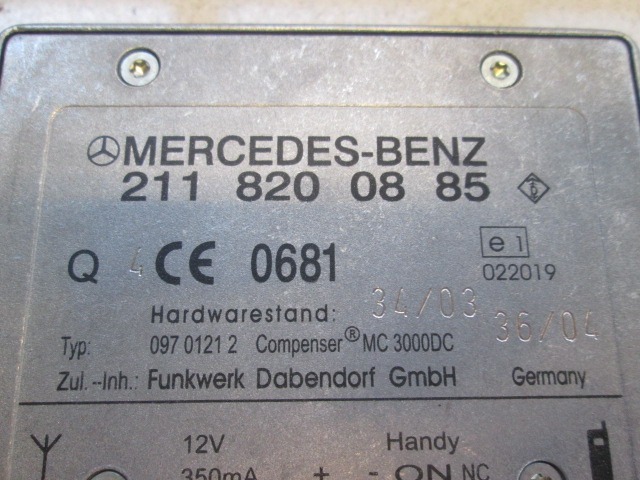 MERCEDES-BENZ
211 820 08 85
Q 4 CE 0681 e1
022019
Hardwarestand: 34/03 36/04
Typ: 097 0121 2 Compenser® MC 3000DC
Zul.-Inh.: Funkwerk Dabendorf GmbH Germany
12V Handy
350mA + - ON NC